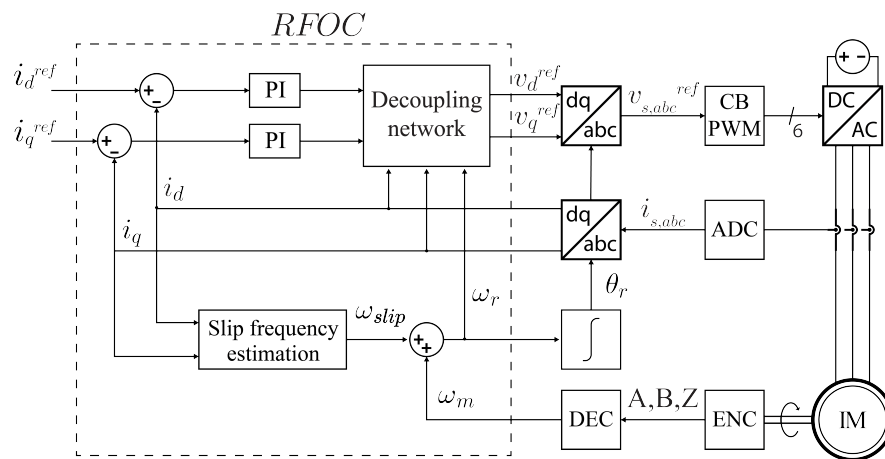 RFOC
i_d^ref
+
-
PI
Decoupling
network
v_d^ref
dq
abc
v_s,abc^ref
CB
PWM
6
+ -
DC
AC
i_q^ref
+
-
PI
v_q^ref
i_d
i_q
dq
abc
i_s,abc
ADC
θ_r
ω_r
Slip frequency
estimation
ω_slip
+
+
∫
ω_m
DEC
A,B,Z
ENC
IM